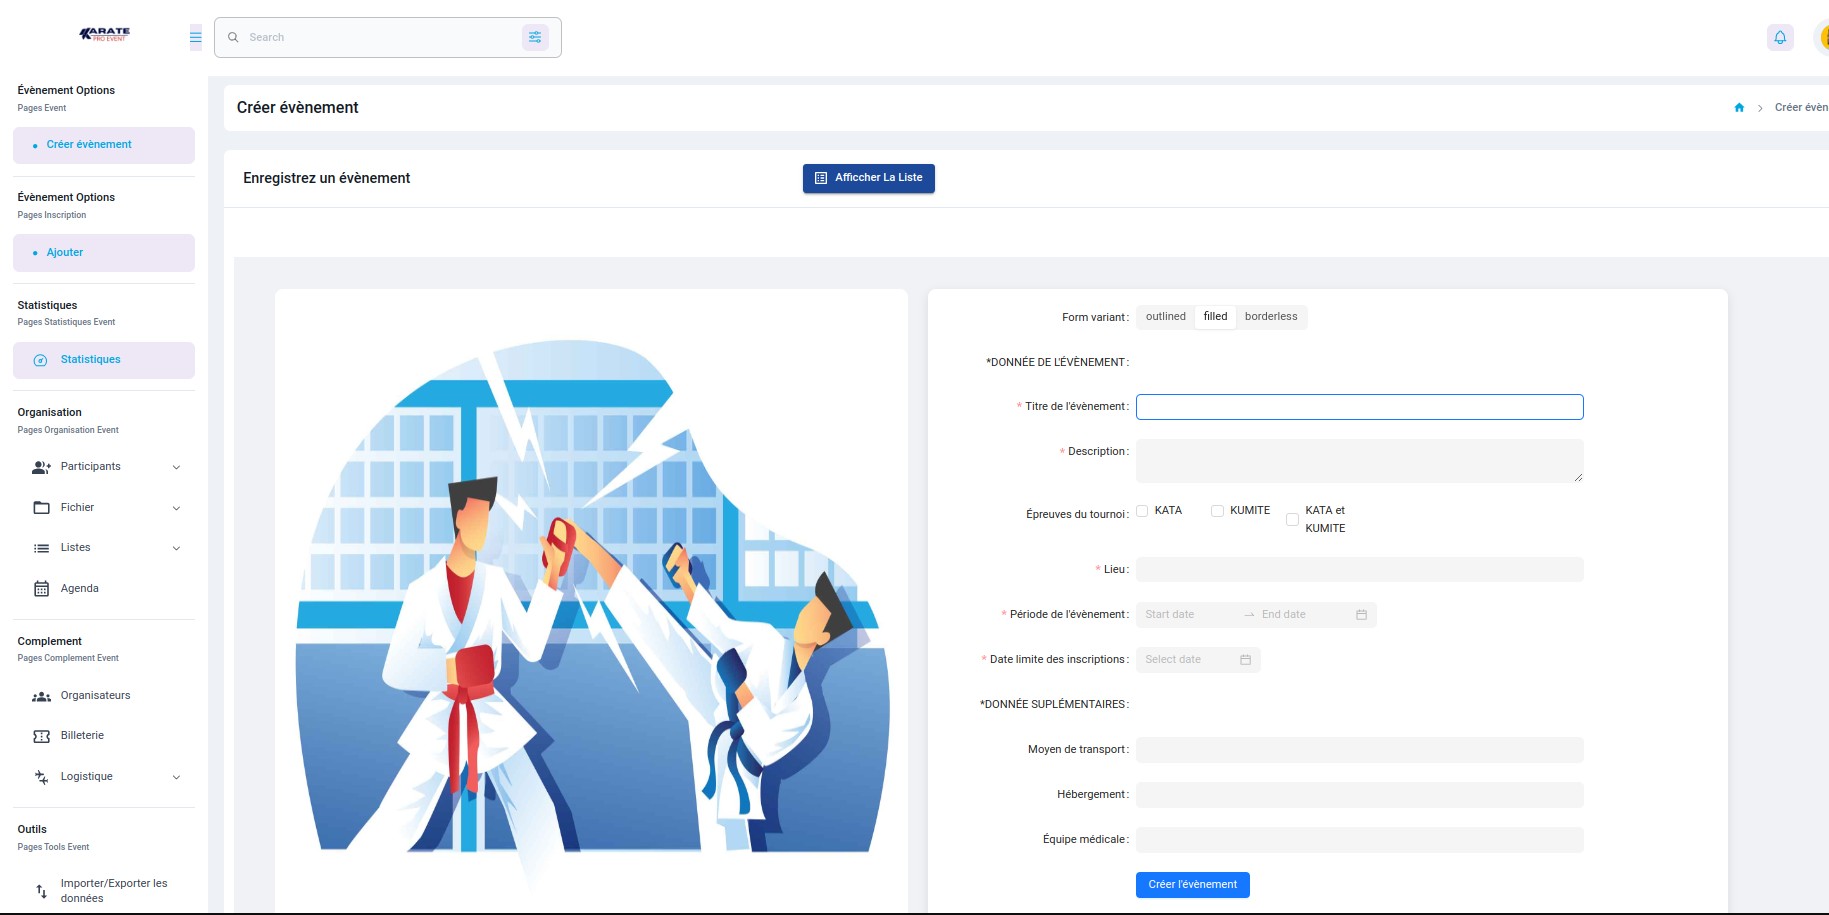 KARATE
PRO EVENT
Search
Évènement Options
Pages Event
Créer évènement
Évènement Options
Pages Inscription
Ajouter
Statistiques
Pages Statistiques Event
Statistiques
Organisation
Pages Organisation Event
Participants
Fichier
Listes
Agenda
Complement
Pages Complement Event
Organisateurs
Billeterie
Logistique
Outils
Pages Tools Event
Importer/Exporter les
données
Créer évènement
Créer évèn
Enregistrez un évènement
Afficcher La Liste
Form variant : outlined filled borderless
*DONNÉE DE L'ÉVÈNEMENT :
* Titre de l'évènement :
* Description :
Épreuves du tournoi : KATA KUMITE KATA et
KUMITE
* Lieu :
* Période de l'évènement : Start date → End date
* Date limite des inscriptions : Select date
*DONNÉE SUPLÉMENTAIRES :
Moyen de transport :
Hébergement :
Équipe médicale :
Créer l'évènement